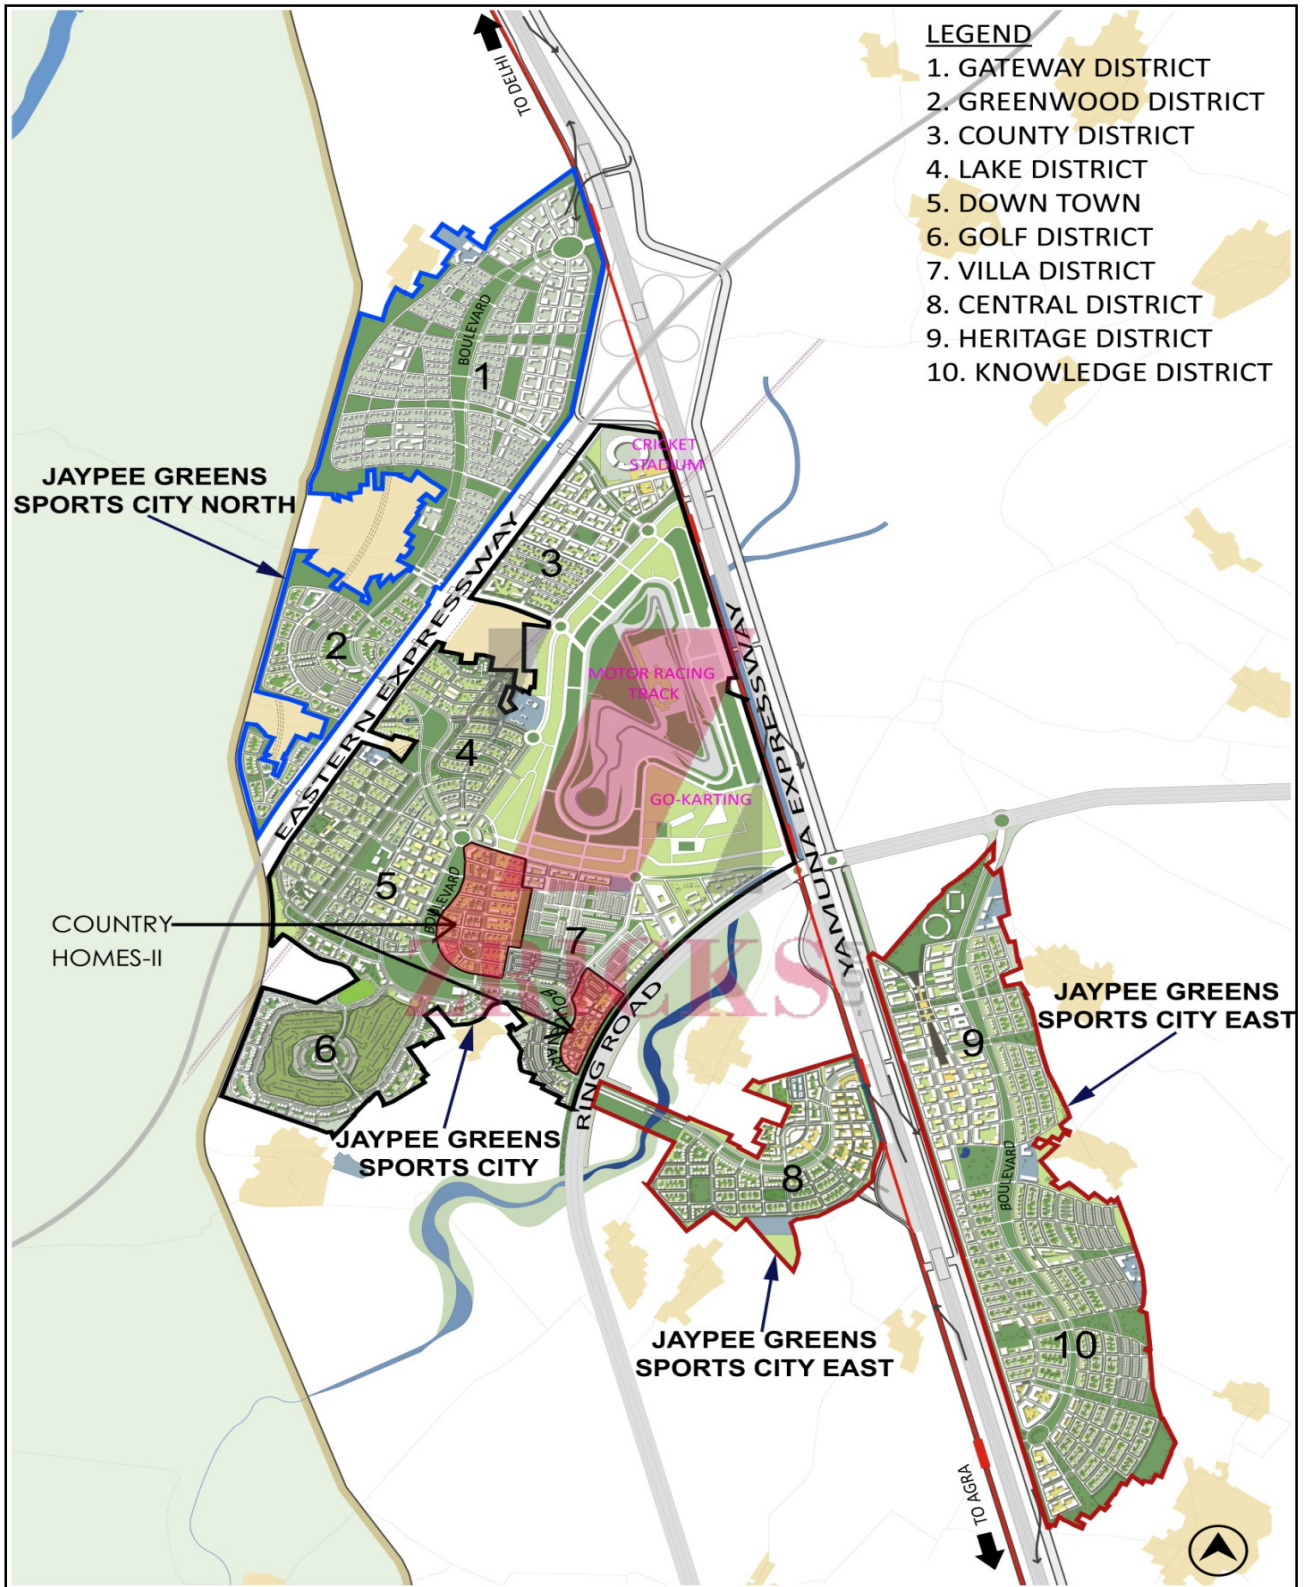 LEGEND
1. GATEWAY DISTRICT
2. GREENWOOD DISTRICT
3. COUNTY DISTRICT
4. LAKE DISTRICT
5. DOWN TOWN
6. GOLF DISTRICT
7. VILLA DISTRICT
8. CENTRAL DISTRICT
9. HERITAGE DISTRICT
10. KNOWLEDGE DISTRICT
TO DELHI
BOULEVARD
1
CRICKET
STADIUM
JAYPEE GREENS
SPORTS CITY NORTH
3
2
EASTERN EXPRESSWAY
MOTOR RACING
TRACK
4
GO-KARTING
YAMUNA EXPRESSWAY
5
BOULEVARD
COUNTRY
HOMES-II
7
ZRICKS
.COM
BOULEVARD
RING ROAD
6
JAYPEE GREENS
SPORTS CITY
9
JAYPEE GREENS
SPORTS CITY EAST
8
BOULEVARD
JAYPEE GREENS
SPORTS CITY EAST
10
TO AGRA